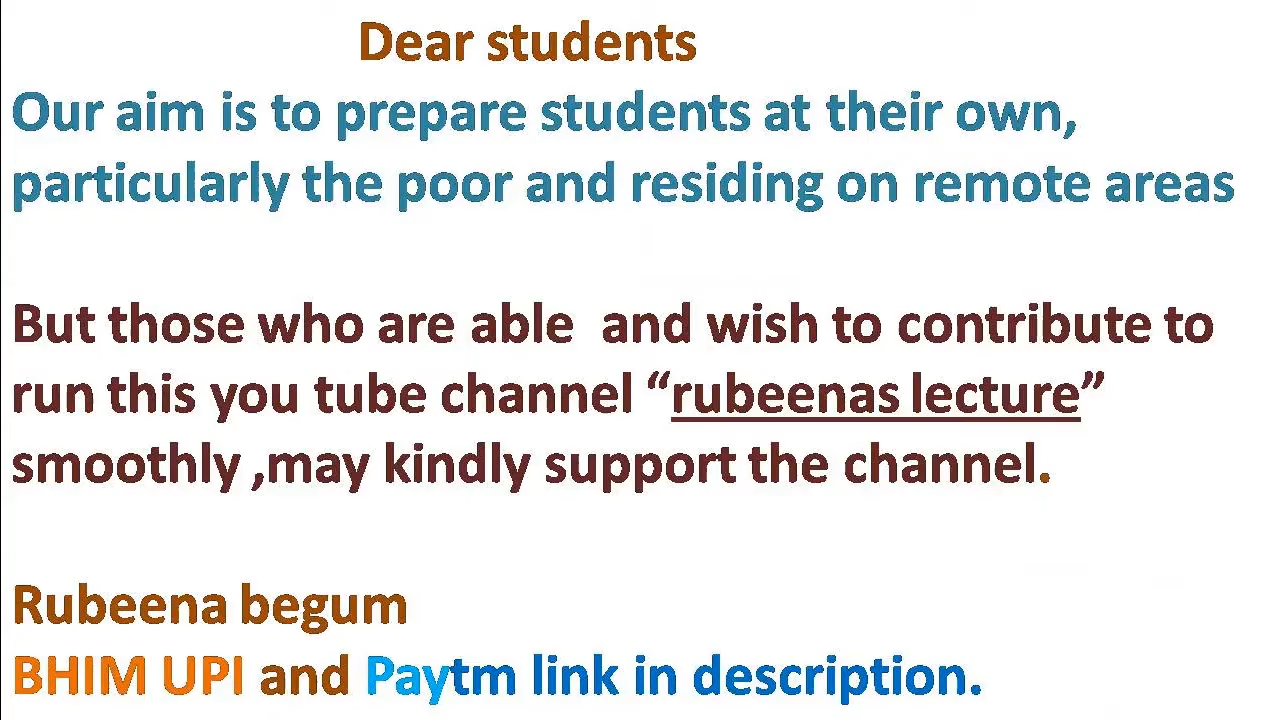 Dear students
Our aim is to prepare students at their own,
particularly the poor and residing on remote areas
But those who are able  and wish to contribute to
run this you tube channel “rubeenas lecture”
smoothly ,may kindly support the channel.
Rubeena begum
BHIM UPI and Paytm link in description.